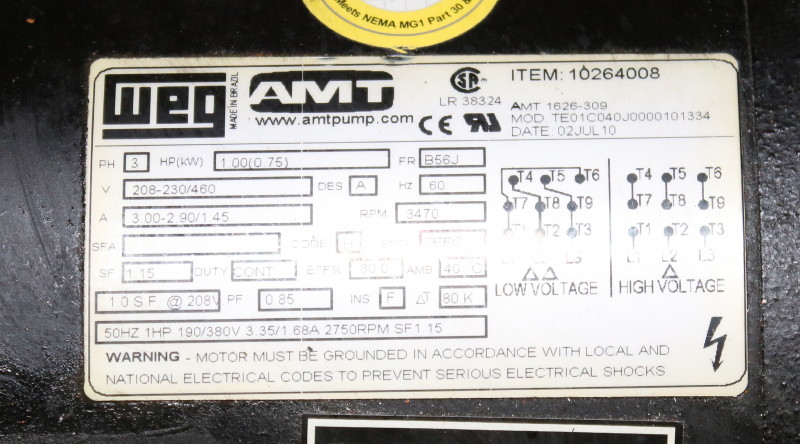 Meets NEMA MG1 Part 30 &
WEG
MADE IN BRAZIL
AMT
www.amtpump.com
LR 38324
ITEM: 10264008
AMT 1626-309
MOD. TE01C040J0000101334
DATE 02JUL10
PH 3 HP(kW) 1.00(0.75) FR B56J
V 208-230/460 DES A Hz 60
A 3.00-2.90/1.45 RPM 3470
SFA CODE H
SF 1.15 DUTY CONT. EFF% 80.0 AMB 40 C
1.0 S.F. @ 208V PF 0.85 INS F ΔT 80 K
50HZ 1HP 190/380V 3.35/1.68A 2750RPM SF1.15
T4 T5 T6
T7 T8 T9
T1 T2 T3
L1 L2 L3
LOW VOLTAGE
T4 T5 T6
T7 T8 T9
T1 T2 T3
L1 L2 L3
HIGH VOLTAGE
WARNING - MOTOR MUST BE GROUNDED IN ACCORDANCE WITH LOCAL AND
NATIONAL ELECTRICAL CODES TO PREVENT SERIOUS ELECTRICAL SHOCKS.